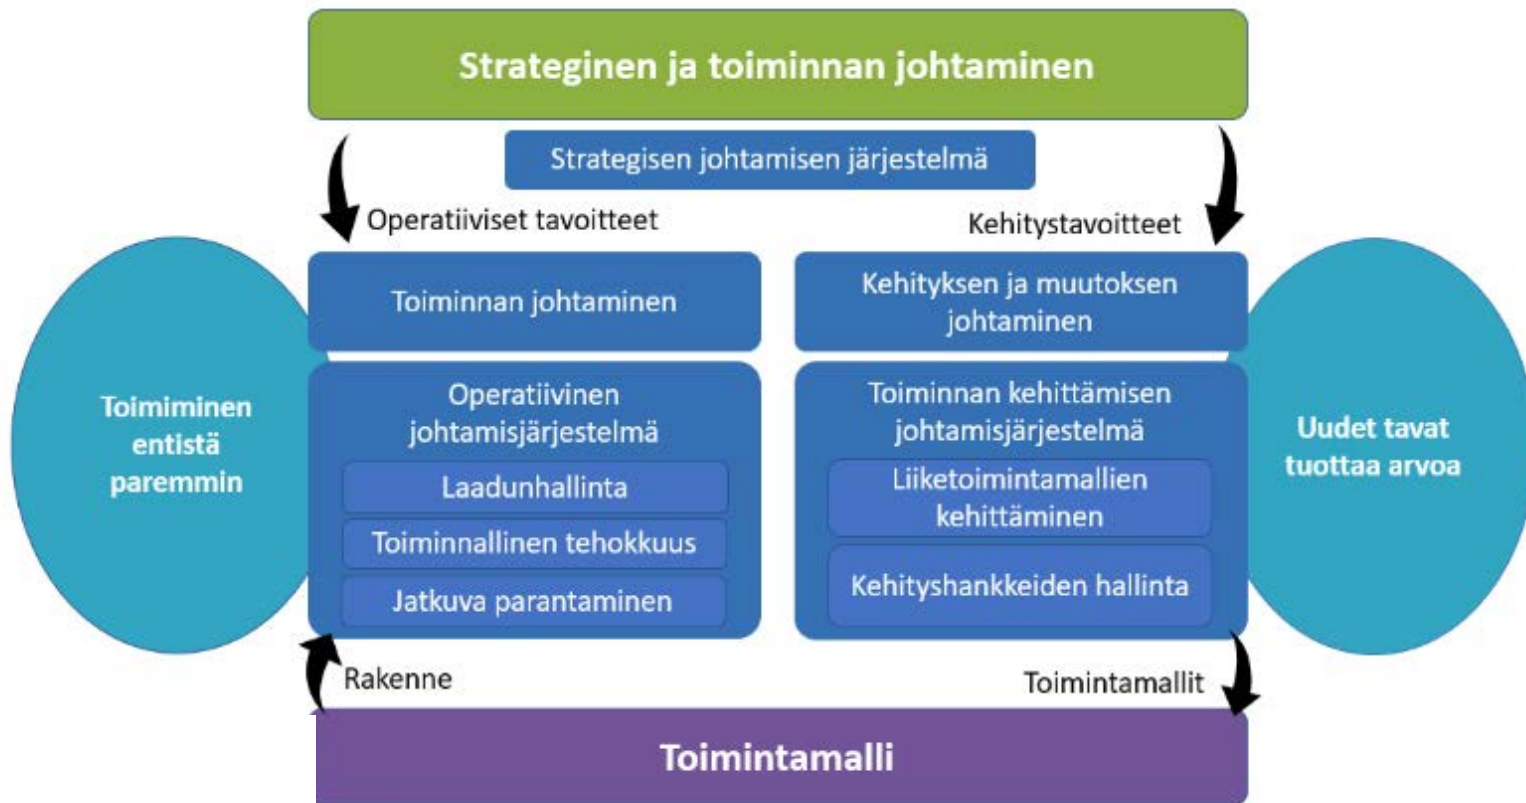 Strateginen ja toiminnan johtaminen
Strategisen johtamisen järjestelmä
Operatiiviset tavoitteet
Kehitystavoitteet
Toiminnan johtaminen
Kehityksen ja muutoksen
johtaminen
Toimiminen
entistä
paremmin
Operatiivinen
johtamisjärjestelmä
Laadunhallinta
Toiminnallinen tehokkuus
Jatkuva parantaminen
Toiminnan kehittämisen
johtamisjärjestelmä
Liiketoimintamallien
kehittäminen
Kehityshankkeiden hallinta
Uudet tavat
tuottaa arvoa
Rakenne
Toimintamallit
Toimintamalli